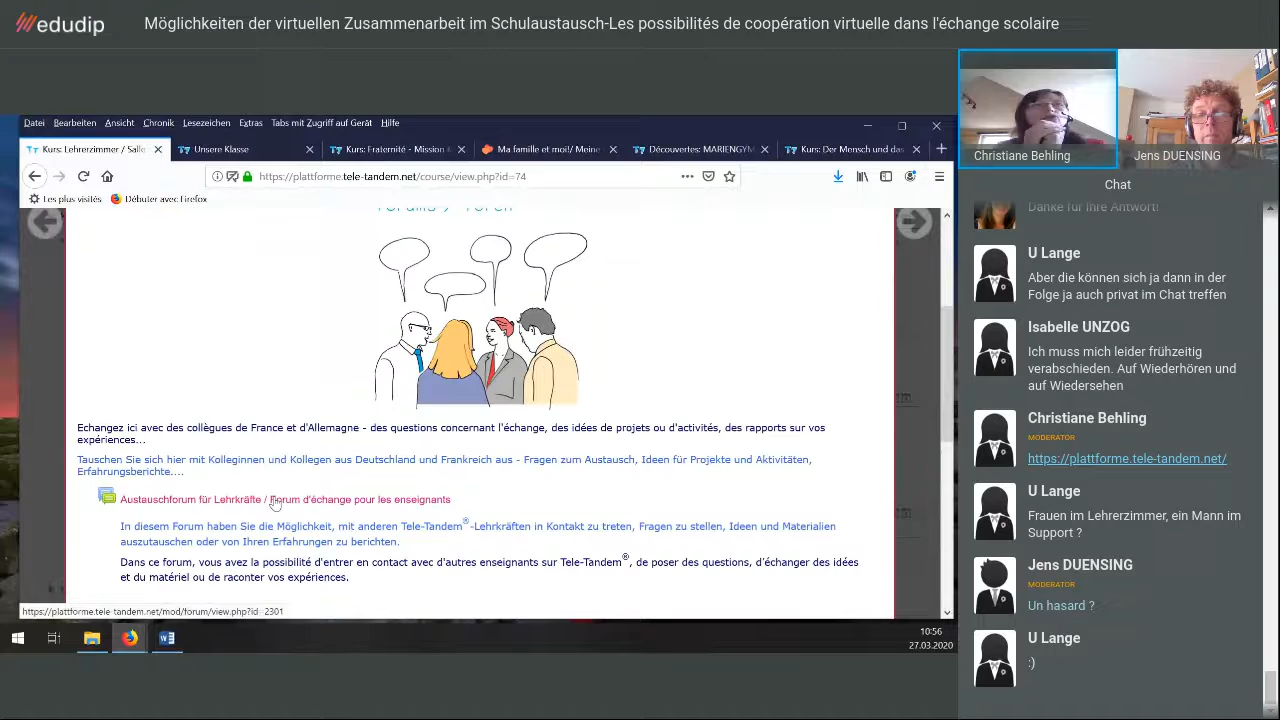 edudip
Möglichkeiten der virtuellen Zusammenarbeit im Schulaustausch-Les possibilités de coopération virtuelle dans l'échange scolaire
Datei Bearbeiten Ansicht Chronik Lesezeichen Extras Tabs mit Zugriff auf Gerät Hilfe
Kurs: Lehrerzimmer / Salle
Unsere Klasse
Kurs: Fraternité - Mission I
Ma famille et moi!/ Meine
Découvertes: MARIENGYM
Kurs: Der Mensch und das
https://plattforme.tele-tandem.net/course/view.php?id=74
Les plus visités
Débuter avec Firefox
Forums / Foren
Echangez ici avec des collègues de France et d'Allemagne - des questions concernant l'échange, des idées de projets ou d'activités, des rapports sur vos
expériences...
Tauschen Sie sich hier mit Kolleginnen und Kollegen aus Deutschland und Frankreich aus - Fragen zum Austausch, Ideen für Projekte und Aktivitäten,
Erfahrungsberichte....
Austauschforum für Lehrkräfte / Forum d'échange pour les enseignants
In diesem Forum haben Sie die Möglichkeit, mit anderen Tele-Tandem®-Lehrkräften in Kontakt zu treten, Fragen zu stellen, Ideen und Materialien
auszutauschen oder von Ihren Erfahrungen zu berichten.
Dans ce forum, vous avez la possibilité d'entrer en contact avec d'autres enseignants sur Tele-Tandem®, de poser des questions, d'échanger des idées
et du matériel ou de raconter vos expériences.
https://plattforme.tele-tandem.net/mod/forum/view.php?id=2301
10:56
27.03.2020
Christiane Behling
Jens DUENSING
Chat
Danke für Ihre Antwort!
U Lange
Aber die können sich ja dann in der
Folge ja auch privat im Chat treffen
Isabelle UNZOG
Ich muss mich leider frühzeitig
verabschieden. Auf Wiederhören und
auf Wiedersehen
Christiane Behling
MODERATOR
https://plattforme.tele-tandem.net/
U Lange
Frauen im Lehrerzimmer, ein Mann im
Support ?
Jens DUENSING
MODERATOR
Un hasard ?
U Lange
:)